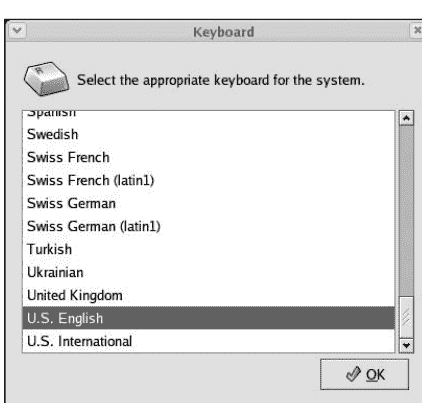 Keyboard
Select the appropriate keyboard for the system.
Spanish
Swedish
Swiss French
Swiss French (latin1)
Swiss German
Swiss German (latin1)
Turkish
Ukrainian
United Kingdom
U.S. English
U.S. International
OK